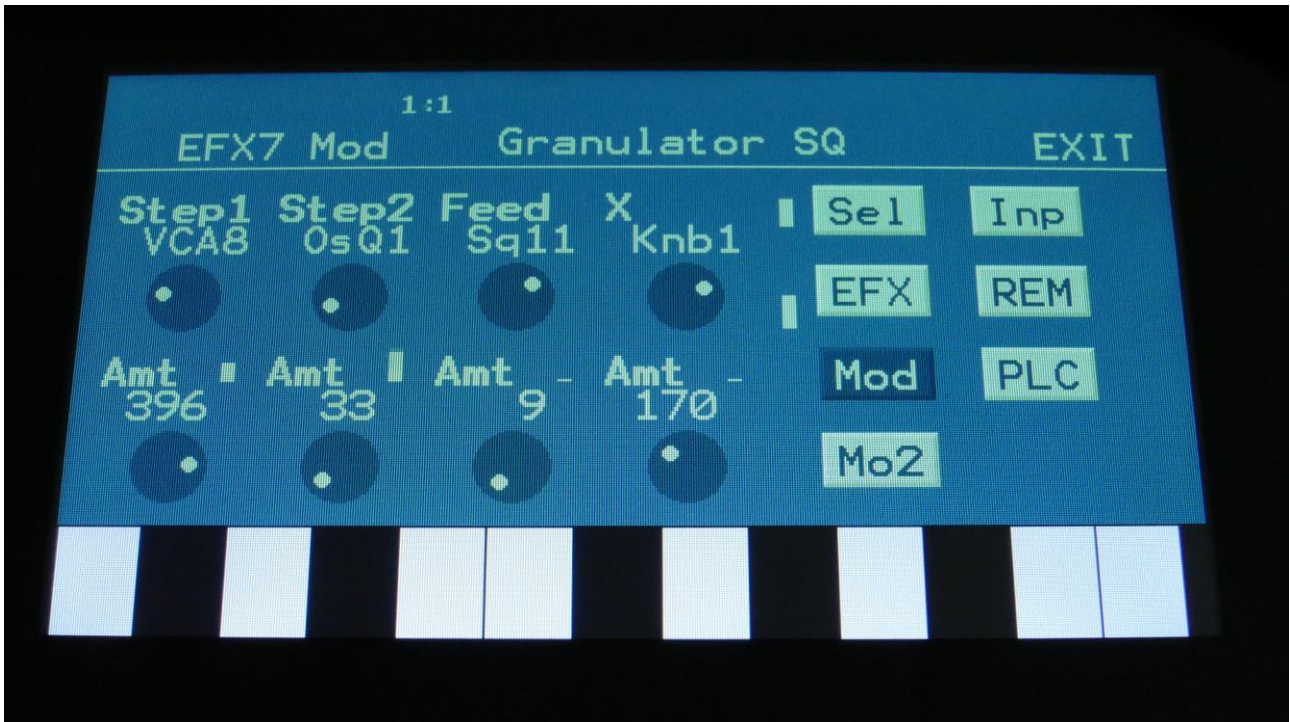 1:1
EFX7 Mod Granulator SQ EXIT
Step1 Step2 Feed X Sel Inp
VCA8 OsQ1 Sq11 Knb1
EFX REM
Amt Amt Amt Amt Mod PLC
396 33 9 170
Mo2